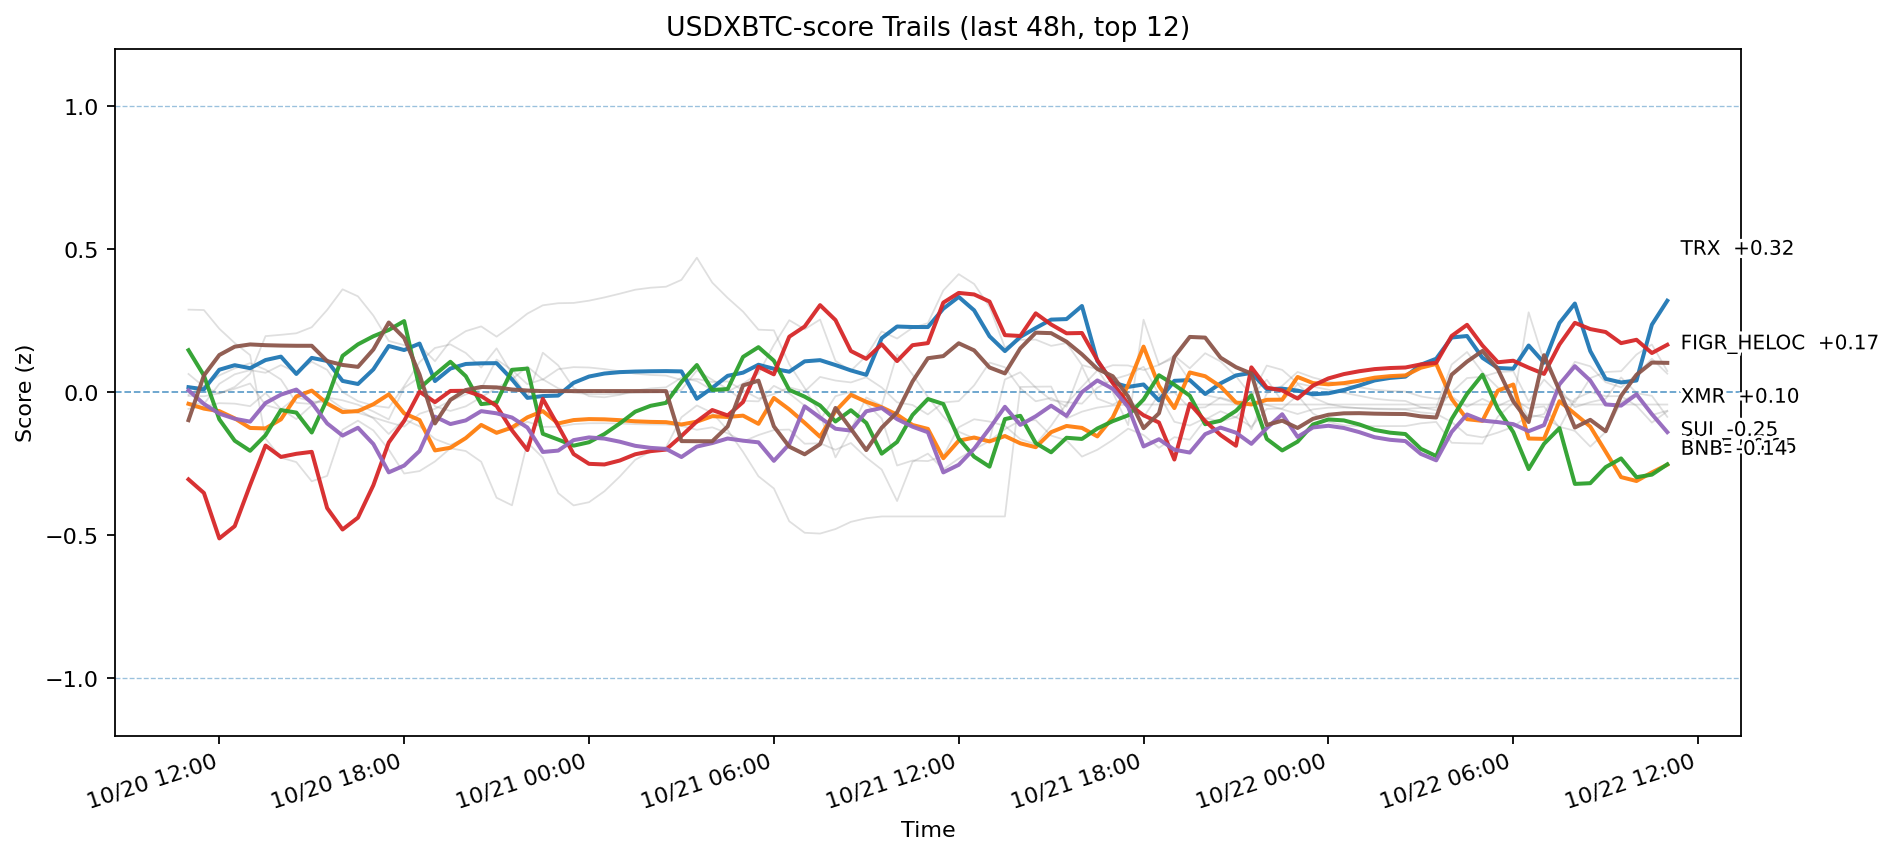 USDXBTC-score Trails (last 48h, top 12)
Score (z)
1.0
0.5
0.0
−0.5
−1.0
TRX +0.32
FIGR_HELOC +0.17
XMR +0.10
SUI -0.25
BNB -0.14
10/20 12:00
10/20 18:00
10/21 00:00
10/21 06:00
10/21 12:00
10/21 18:00
10/22 00:00
10/22 06:00
10/22 12:00
Time